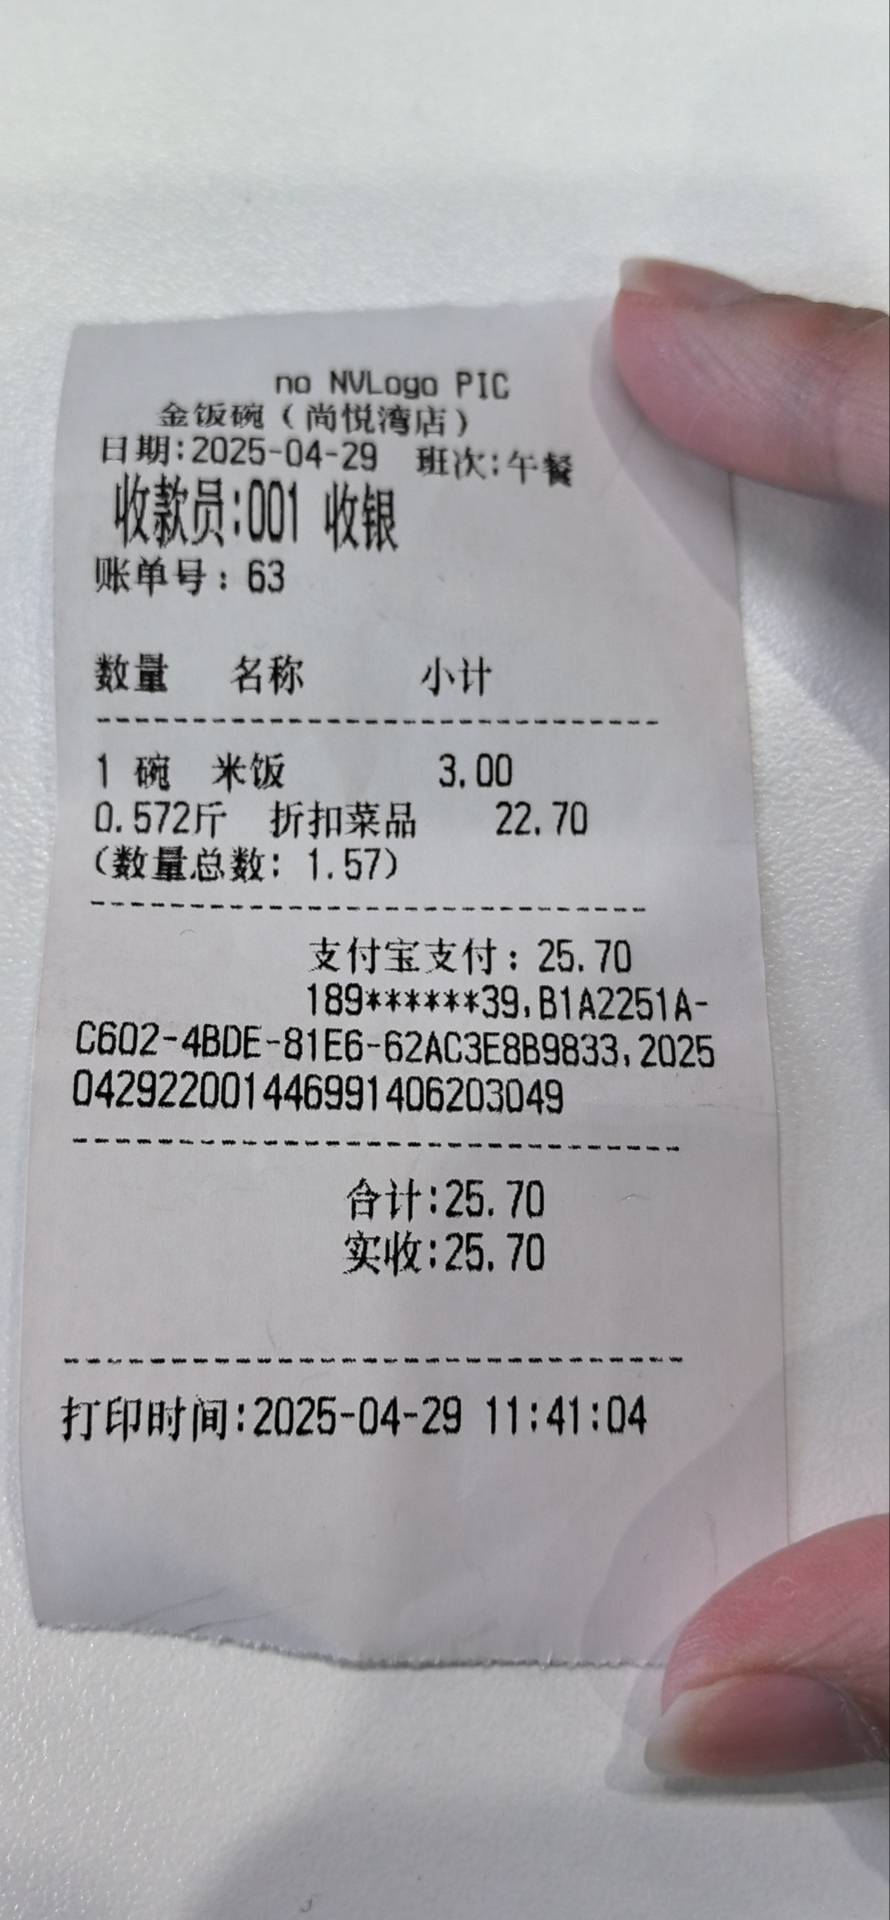 no NVLogo PIC
金饭碗（尚悦湾店）
日期:2025-04-29 班次:午餐
收款员:001 收银
账单号：63
数量 名称 小计
1 碗 米饭 3.00
0.572斤 折扣菜品 22.70
(数量总数: 1.57)
支付宝支付：25.70
189******39,B1A2251A-
C602-4BDE-81E6-62AC3E8B9833,2025
042922001446991406203049
合计:25.70
实收:25.70
打印时间:2025-04-29 11:41:04